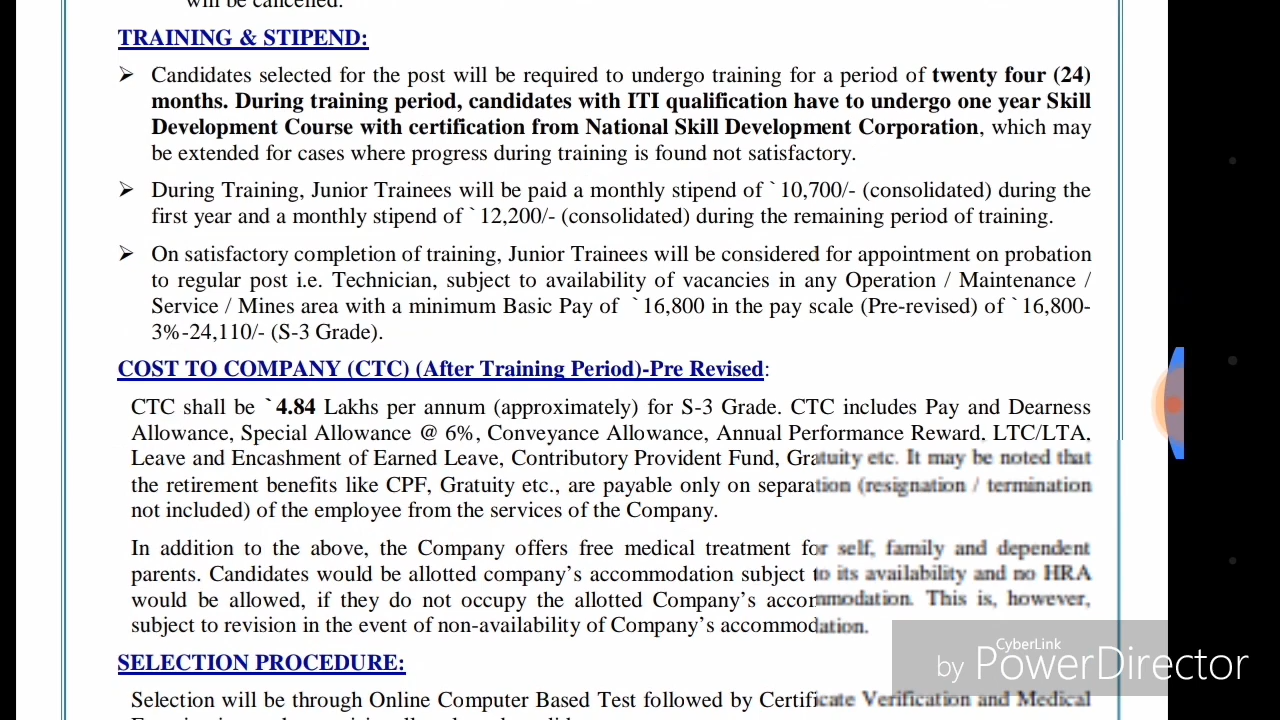 will be cancelled.
TRAINING & STIPEND:
➢ Candidates selected for the post will be required to undergo training for a period of twenty four (24)
months. During training period, candidates with ITI qualification have to undergo one year Skill
Development Course with certification from National Skill Development Corporation, which may
be extended for cases where progress during training is found not satisfactory.
➢ During Training, Junior Trainees will be paid a monthly stipend of ` 10,700/- (consolidated) during the
first year and a monthly stipend of ` 12,200/- (consolidated) during the remaining period of training.
➢ On satisfactory completion of training, Junior Trainees will be considered for appointment on probation
to regular post i.e. Technician, subject to availability of vacancies in any Operation / Maintenance /
Service / Mines area with a minimum Basic Pay of ` 16,800 in the pay scale (Pre-revised) of ` 16,800-
3%-24,110/- (S-3 Grade).
COST TO COMPANY (CTC) (After Training Period)-Pre Revised:
CTC shall be ` 4.84 Lakhs per annum (approximately) for S-3 Grade. CTC includes Pay and Dearness
Allowance, Special Allowance @ 6%, Conveyance Allowance, Annual Performance Reward, LTC/LTA,
Leave and Encashment of Earned Leave, Contributory Provident Fund, Gratuity etc. It may be noted that
the retirement benefits like CPF, Gratuity etc., are payable only on separation (resignation / termination
not included) of the employee from the services of the Company.
In addition to the above, the Company offers free medical treatment for self, family and dependent
parents. Candidates would be allotted company's accommodation subject to its availability and no HRA
would be allowed, if they do not occupy the allotted Company's accommodation. This is, however,
subject to revision in the event of non-availability of Company's accommodation.
SELECTION PROCEDURE:
Selection will be through Online Computer Based Test followed by Certificate Verification and Medical
CyberLink
by PowerDirector